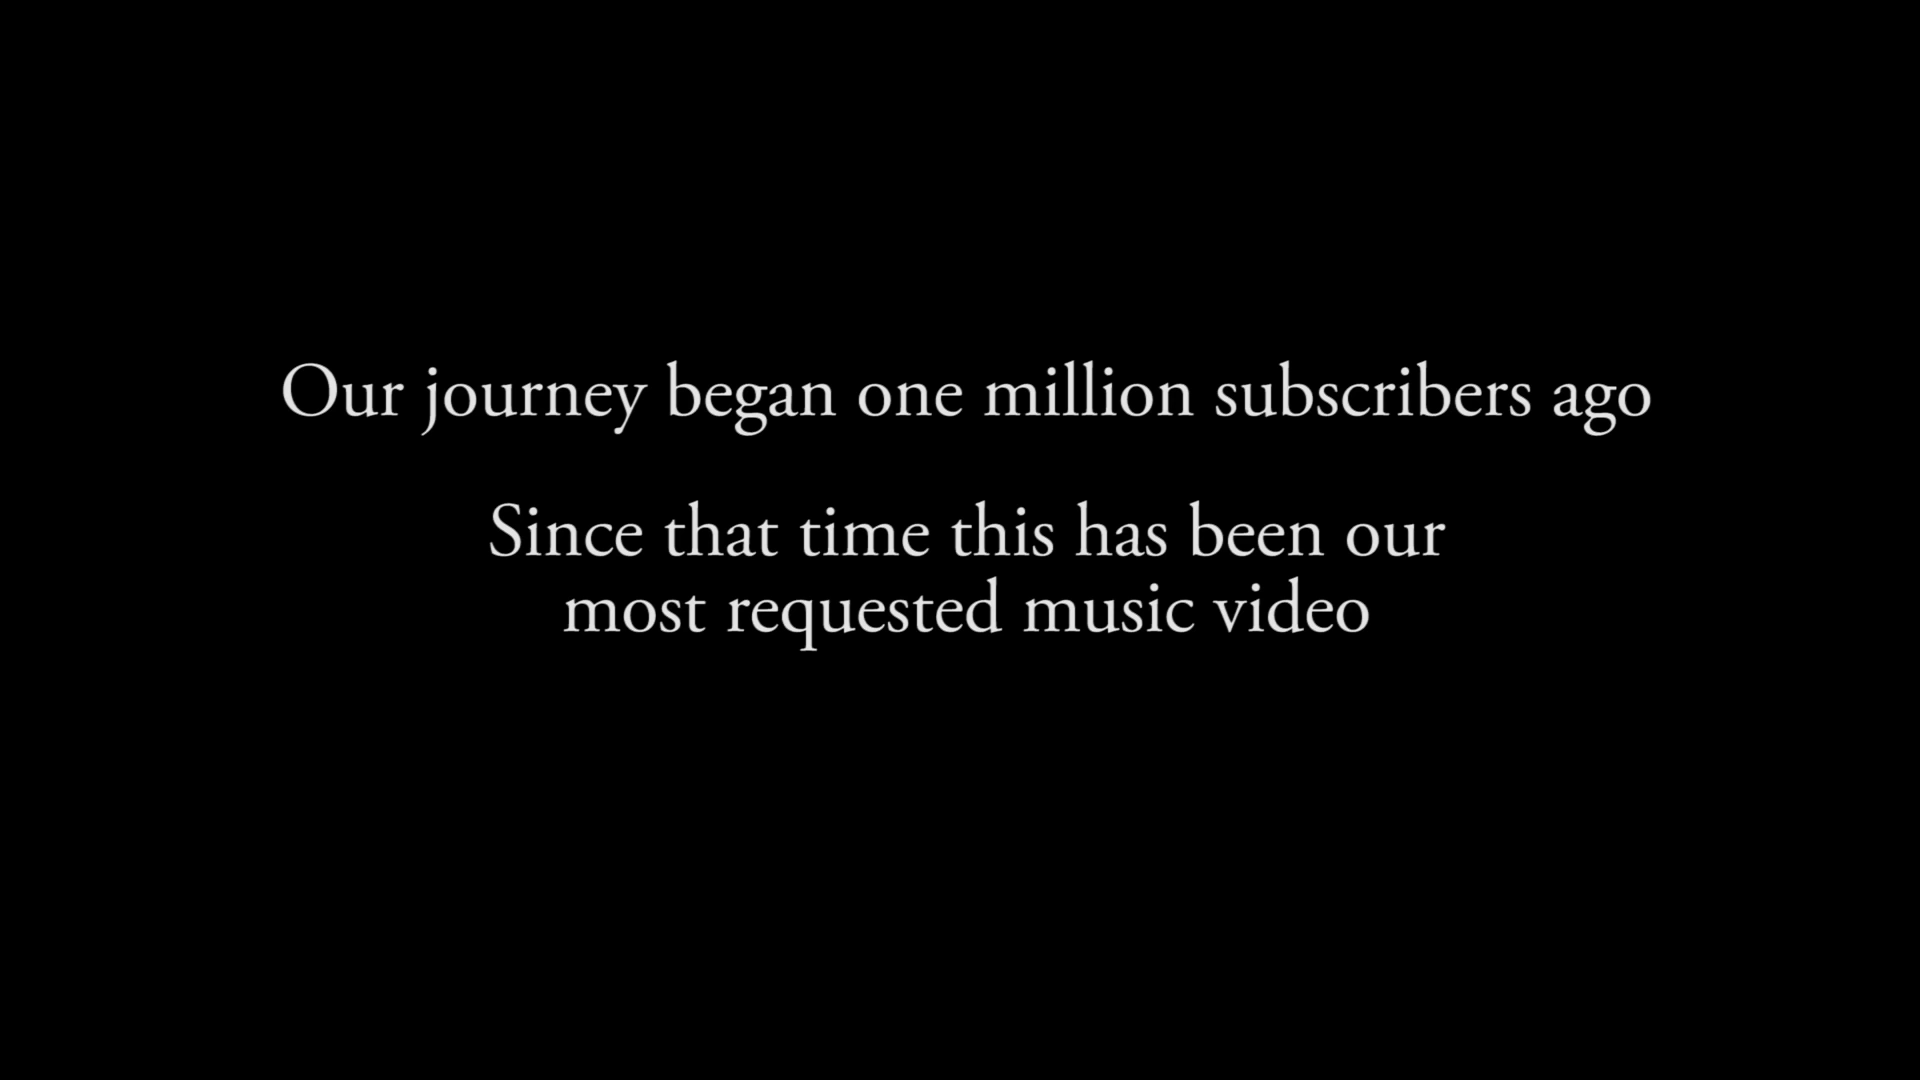 Our journey began one million subscribers ago
Since that time this has been our
most requested music video